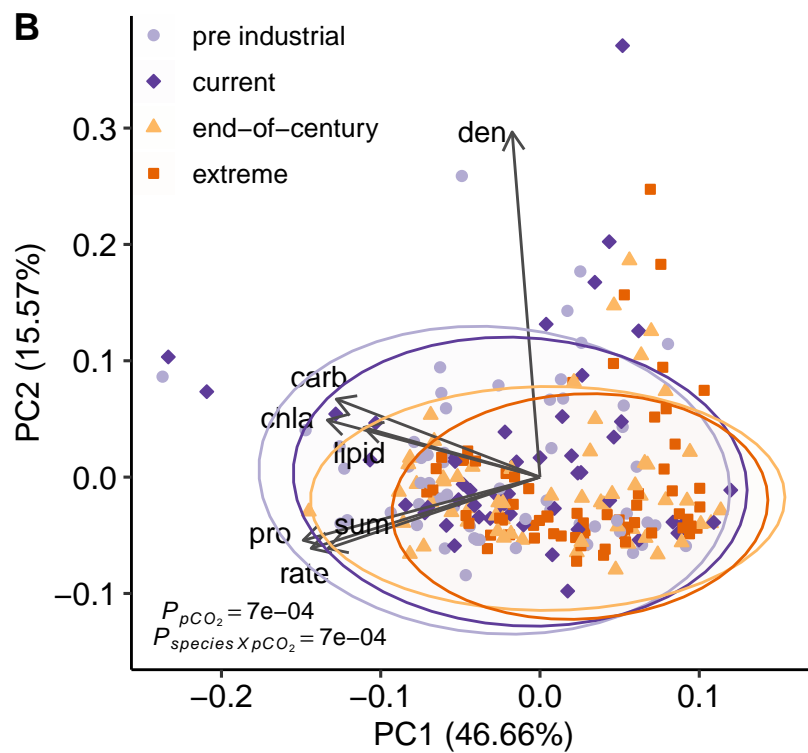 B
pre industrial
current
end−of−century
extreme
den
carb
chla
lipid
pro
sum
rate
P pCO2 = 7e−04
P species X pCO2 = 7e−04
0.3
0.2
0.1
0.0
−0.1
PC2 (15.57%)
−0.2 −0.1 0.0 0.1
PC1 (46.66%)